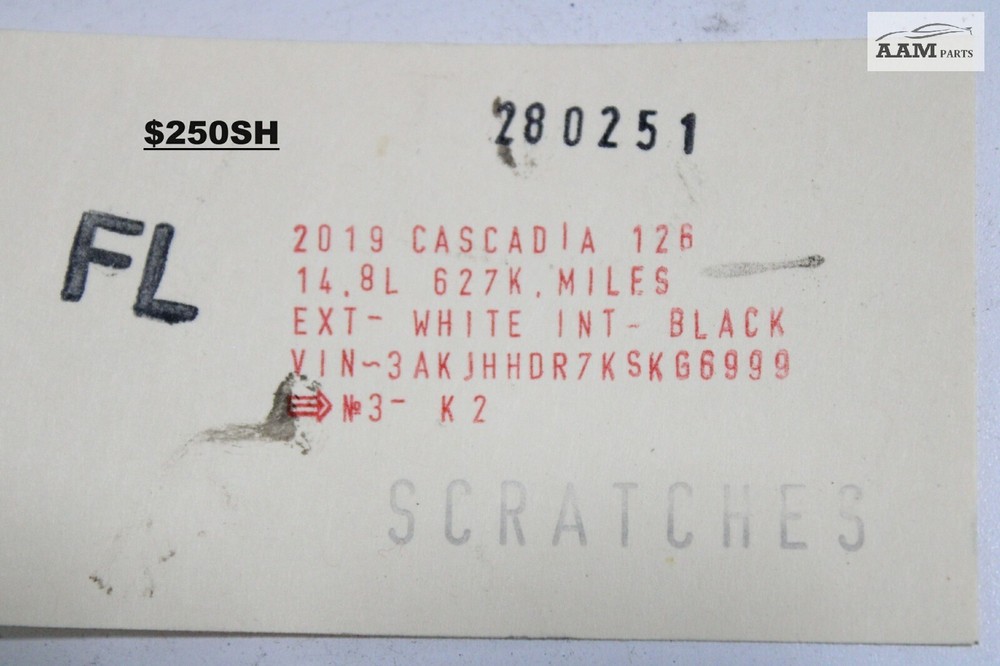 AAM PARTS
$250SH
280251
FL
2019 CASCADIA 126
14.8L 627K.MILES
EXT- WHITE INT- BLACK
VIN~3AKJHHDR7KSKG6999
⇛ №3- K2
SCRATCHES